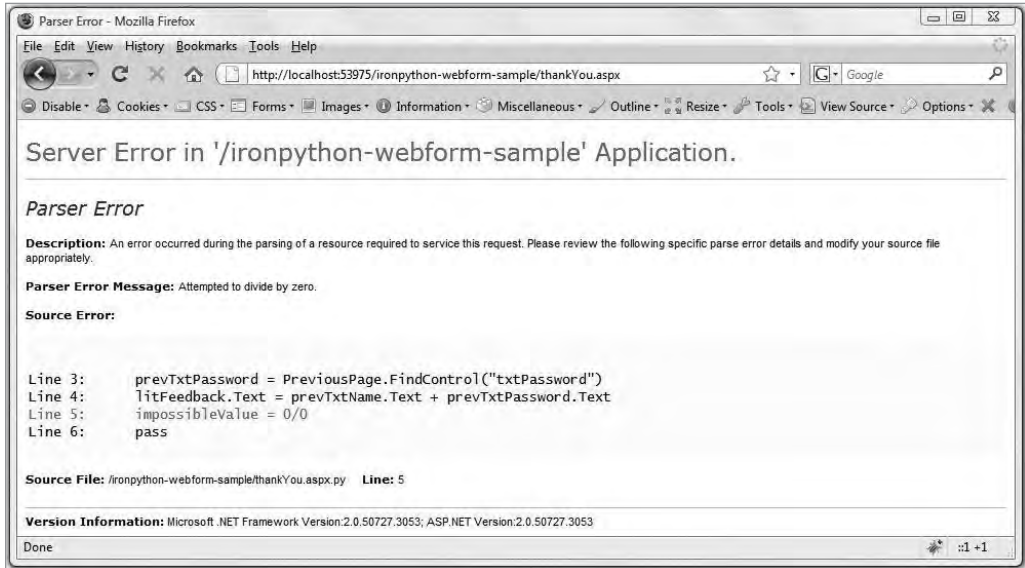 Parser Error - Mozilla Firefox
File Edit View History Bookmarks Tools Help
http://localhost:53975/ironpython-webform-sample/thankYou.aspx
G Google
Disable Cookies CSS Forms Images Information Miscellaneous Outline Resize Tools View Source Options
Server Error in '/ironpython-webform-sample' Application.
Parser Error
Description: An error occurred during the parsing of a resource required to service this request. Please review the following specific parse error details and modify your source file
appropriately.
Parser Error Message: Attempted to divide by zero.
Source Error:
Line 3: prevTxtPassword = PreviousPage.FindControl("txtPassword")
Line 4: litFeedback.Text = prevTxtName.Text + prevTxtPassword.Text
Line 5: impossibleValue = 0/0
Line 6: pass
Source File: /ironpython-webform-sample/thankYou.aspx.py Line: 5
Version Information: Microsoft .NET Framework Version:2.0.50727.3053; ASP.NET Version:2.0.50727.3053
Done
::1 +1